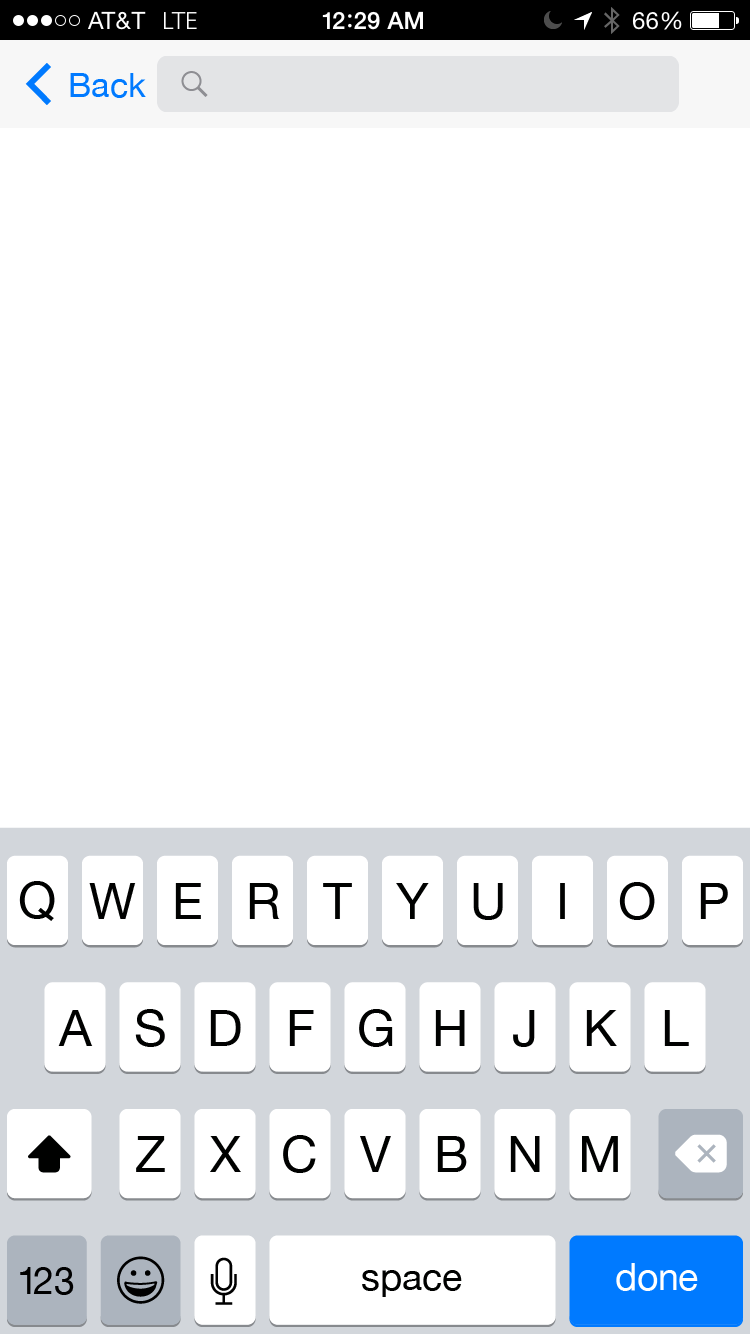 AT&T LTE 12:29 AM 66%
Back
Q W E R T Y U I O P
A S D F G H J K L
Z X C V B N M
123 space done